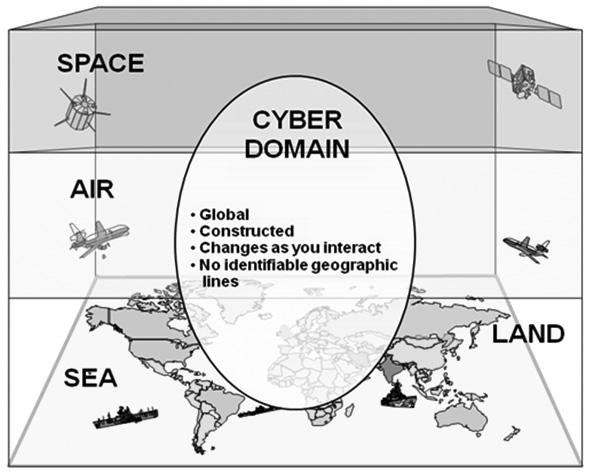 SPACE
CYBER
DOMAIN
AIR
• Global
• Constructed
• Changes as you interact
• No identifiable geographic
lines
LAND
SEA